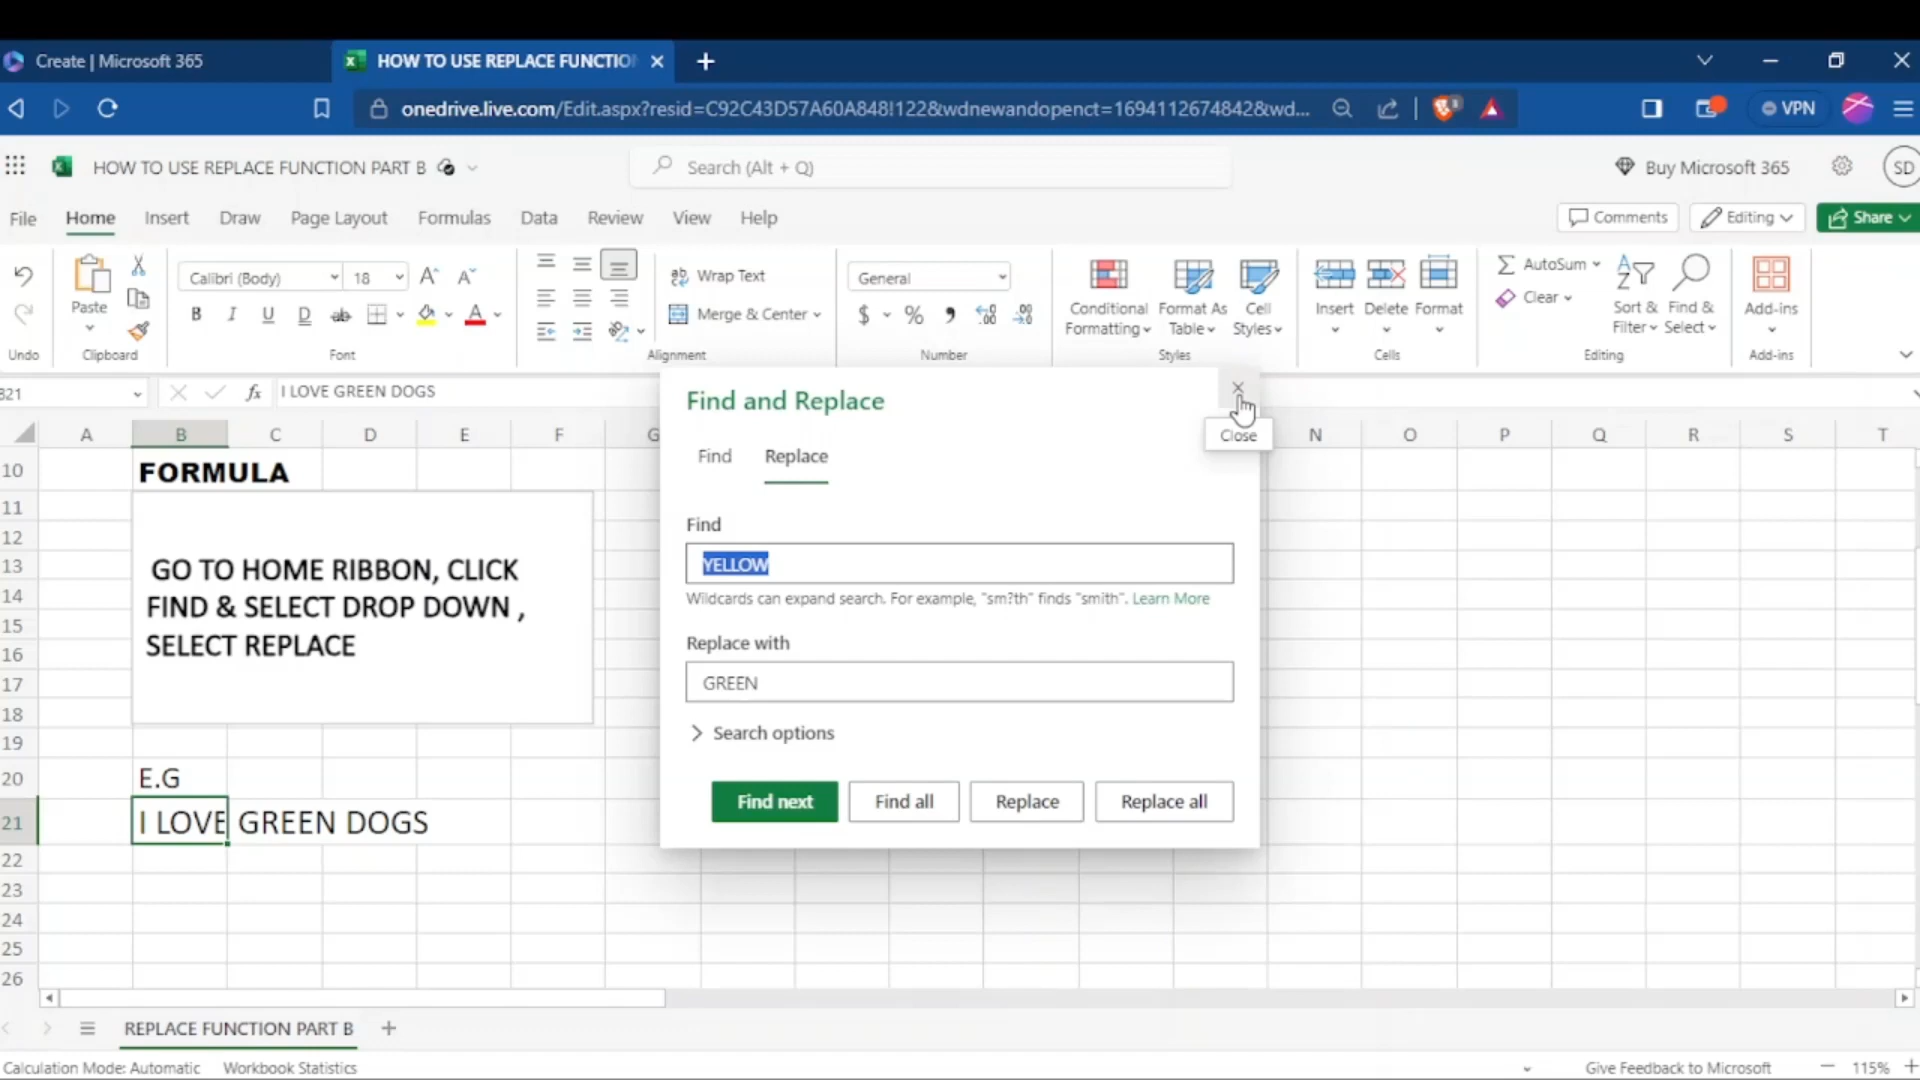 Create | Microsoft 365
HOW TO USE REPLACE FUNCTIO
onedrive.live.com/Edit.aspx?resid=C92C43D57A60A848!122&wdnewandopenct=1694112674842&wd...
VPN
HOW TO USE REPLACE FUNCTION PART B
Search (Alt + Q)
Buy Microsoft 365
SD
File Home Insert Draw Page Layout Formulas Data Review View Help
Comments
Editing
Share
Calibri (Body)
18
Wrap Text
General
Paste
B I U D ab
Merge & Center
$ % 9
Conditional Formatting
Format As Table
Cell Styles
Insert Delete Format
AutoSum
Clear
Sort & Filter
Find & Select
Add-ins
Undo Clipboard Font Alignment Number Styles Cells Editing Add-ins
B21
fx I LOVE GREEN DOGS
A B C D E F G N O P Q R S T
10 FORMULA
11
12
13 GO TO HOME RIBBON, CLICK
14 FIND & SELECT DROP DOWN ,
15
16 SELECT REPLACE
17
18
19
20 E.G
21 I LOVE GREEN DOGS
22
23
24
25
26
Find and Replace
Close
Find Replace
Find
YELLOW
Wildcards can expand search. For example, "sm?th" finds "smith". Learn More
Replace with
GREEN
Search options
Find next Find all Replace Replace all
REPLACE FUNCTION PART B
Calculation Mode: Automatic Workbook Statistics
Give Feedback to Microsoft
115%